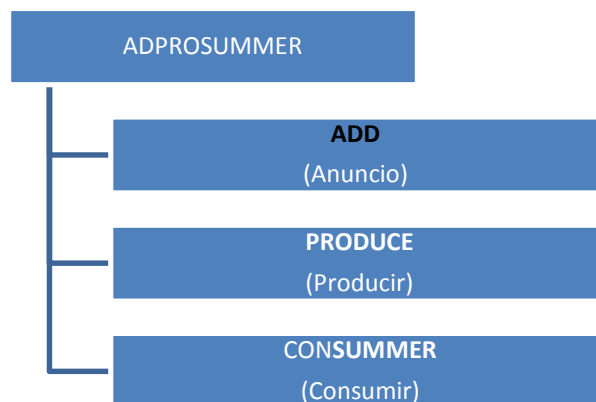 ADPROSUMMER
ADD
(Anuncio)
PRODUCE
(Producir)
CONSUMMER
(Consumir)